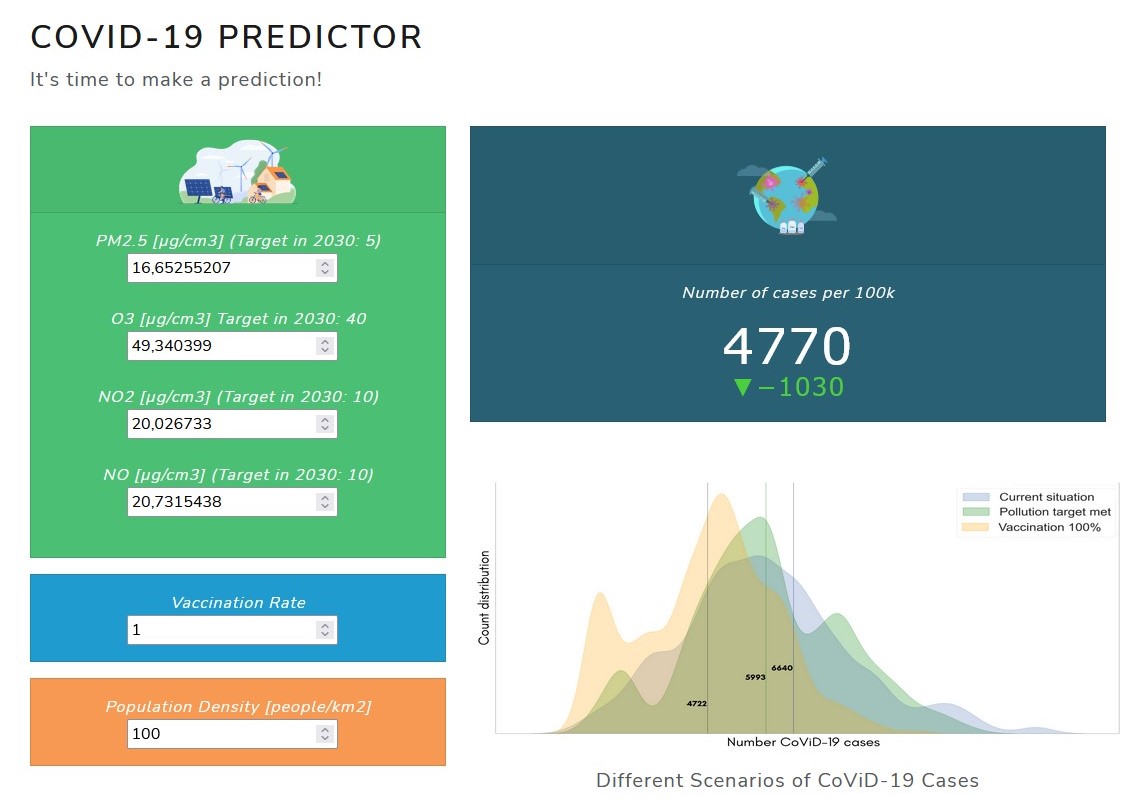 COVID-19 PREDICTOR
It's time to make a prediction!
PM2.5 [µg/cm3] (Target in 2030: 5)
16,65255207
O3 [µg/cm3] Target in 2030: 40
49,340399
NO2 [µg/cm3] (Target in 2030: 10)
20,026733
NO [µg/cm3] (Target in 2030: 10)
20,7315438
Vaccination Rate
1
Population Density [people/km2]
100
Number of cases per 100k
4770
▼−1030
Current situation
Pollution target met
Vaccination 100%
Count distribution
6640
5993
4722
Number CoViD-19 cases
Different Scenarios of CoViD-19 Cases